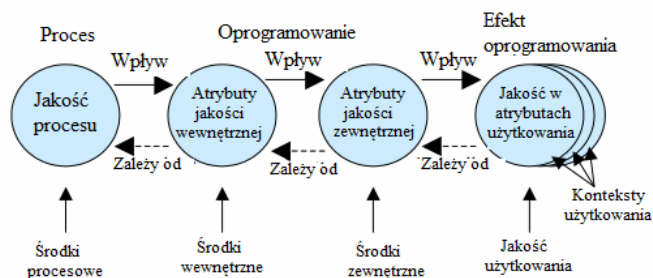 Proces
Oprogramowanie
Efekt
oprogramowania
Wpływ
Wpływ
Wpływ
Jakość
procesu
Atrybuty
jakości
wewnętrznej
Atrybuty
jakości
zewnętrznej
Jakość w
atrybutach
użytkowania
Zależy od
Zależy od
Zależy od
Konteksty
użytkowania
Środki
procesowe
Środki
wewnętrzne
Środki
zewnętrzne
Jakość
użytkowania